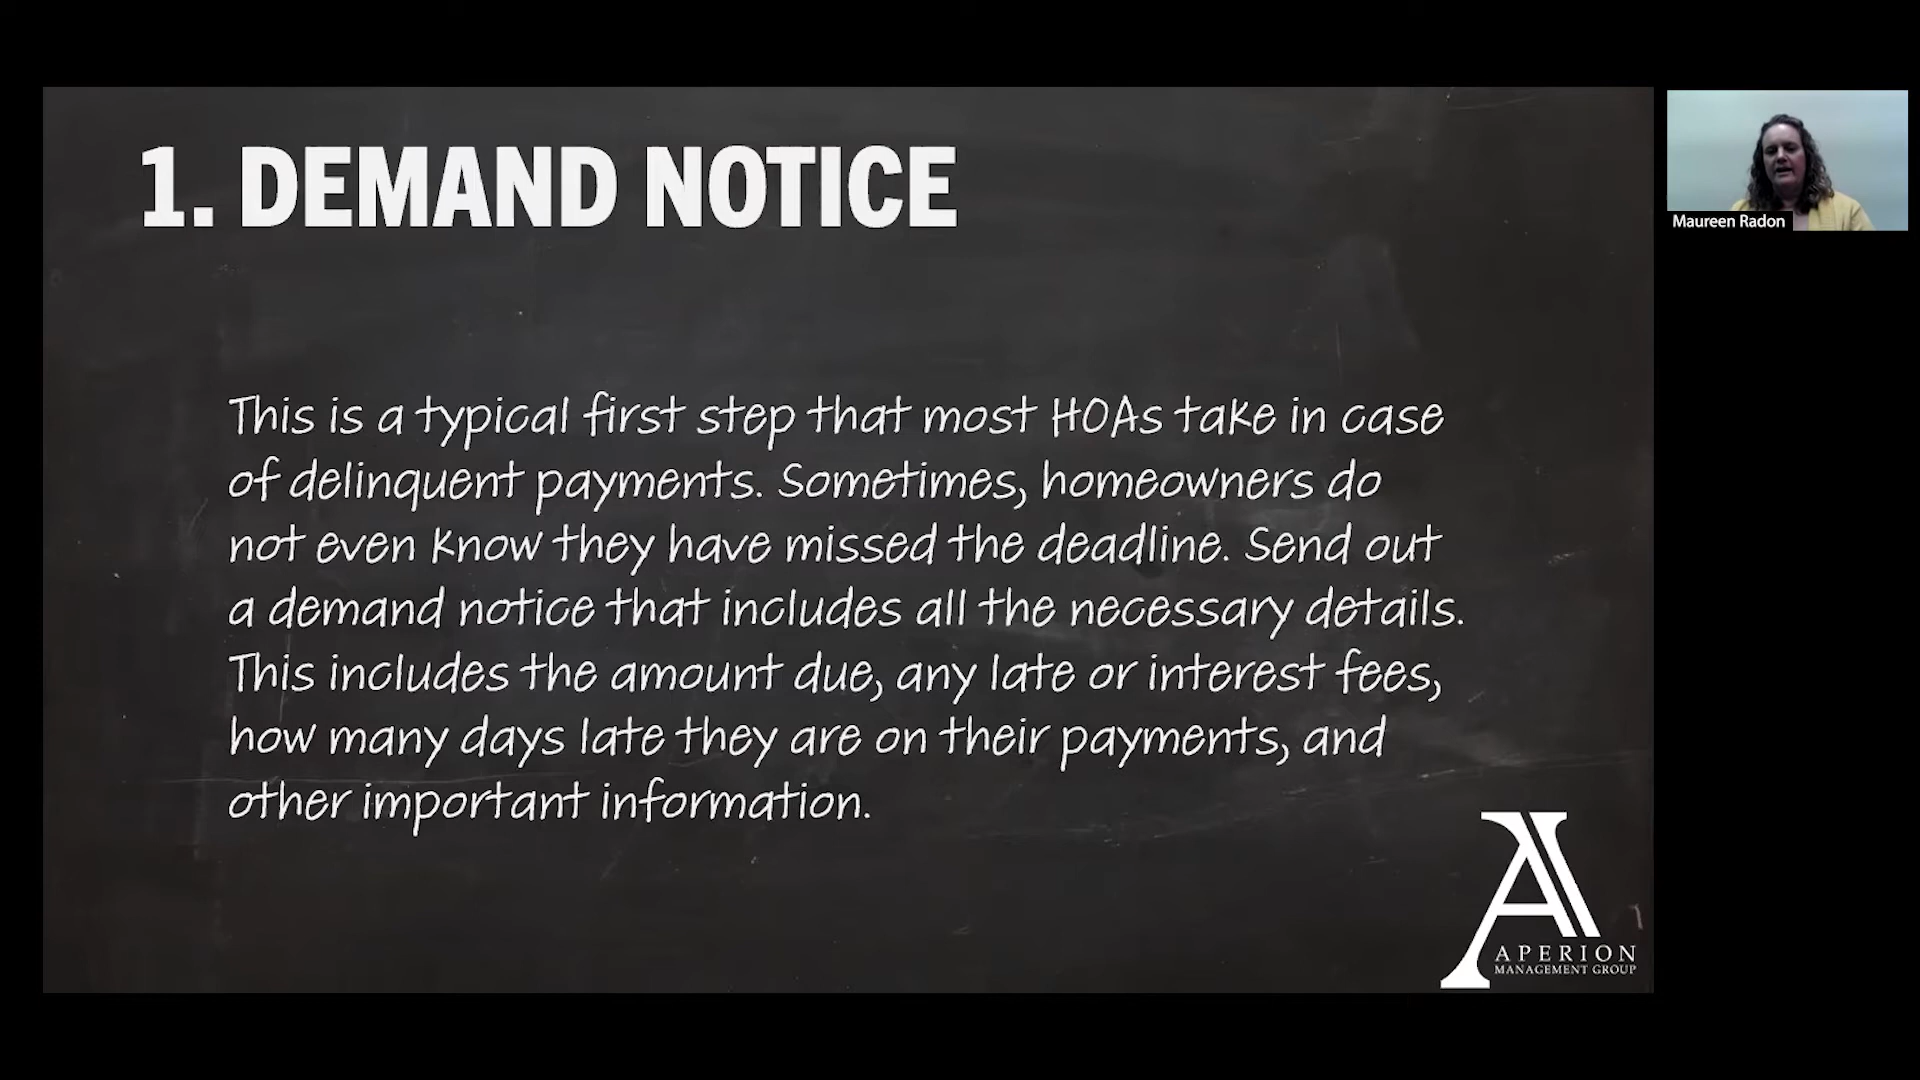 1. DEMAND NOTICE
This is a typical first step that most HOAs take in case
of delinquent payments. Sometimes, homeowners do
not even know they have missed the deadline. Send out
a demand notice that includes all the necessary details.
This includes the amount due, any late or interest fees,
how many days late they are on their payments, and
other important information.
APERION
MANAGEMENT GROUP
Maureen Radon